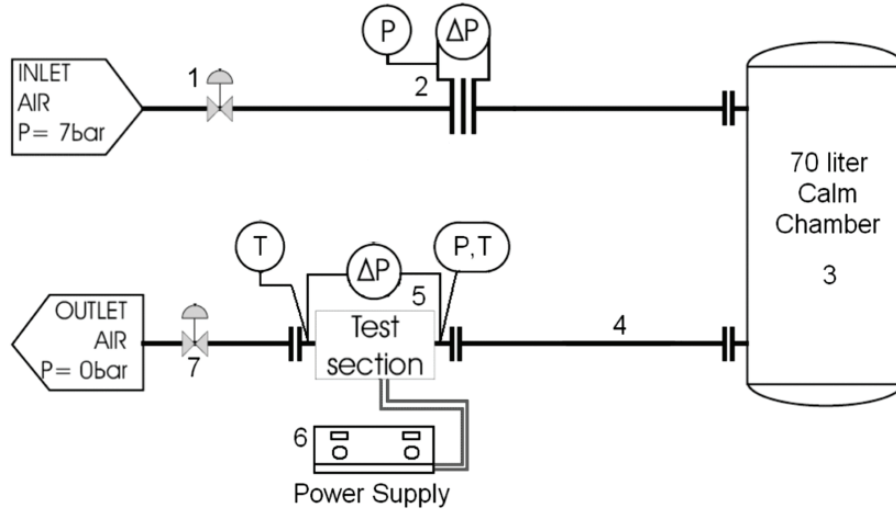 INLET
AIR
P= 7bar
1
P
ΔP
2
70 liter
Calm
Chamber
3
T
ΔP
P,T
5
Test
section
4
OUTLET
AIR
P= 0bar
7
6
Power Supply